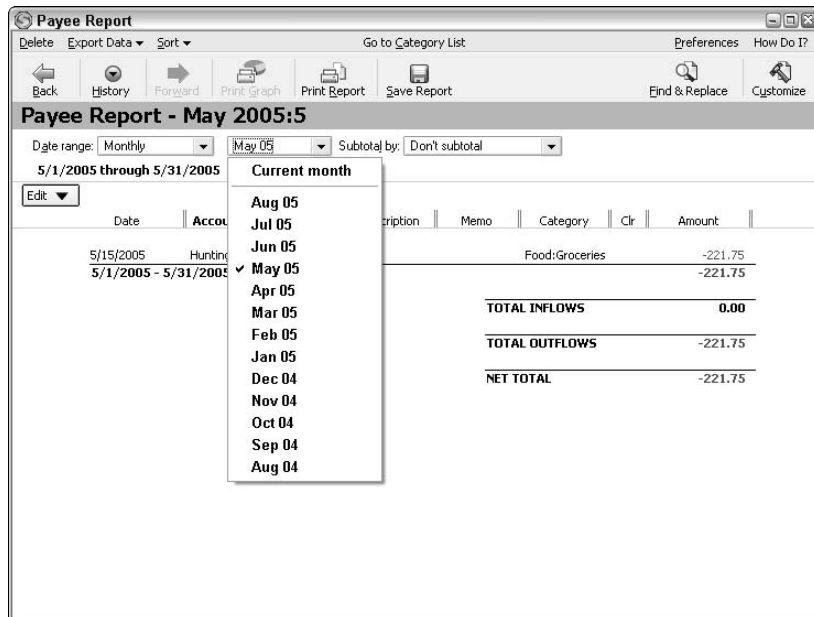 Payee Report
Delete Export Data Sort Go to Category List Preferences How Do I?
Back History Forward Print Graph Print Report Save Report Find & Replace Customize
Payee Report - May 2005:5
Date range: Monthly May 05 Subtotal by: Don't subtotal
5/1/2005 through 5/31/2005
Current month
Edit
Aug 05
Date Accou cription Memo Category Clr Amount
Jul 05
Jun 05
5/15/2005 Hunting Food:Groceries -221.75
5/1/2005 - 5/31/2005 -221.75
May 05
Apr 05
Mar 05
TOTAL INFLOWS 0.00
Feb 05
TOTAL OUTFLOWS -221.75
Jan 05
Dec 04
NET TOTAL -221.75
Nov 04
Oct 04
Sep 04
Aug 04